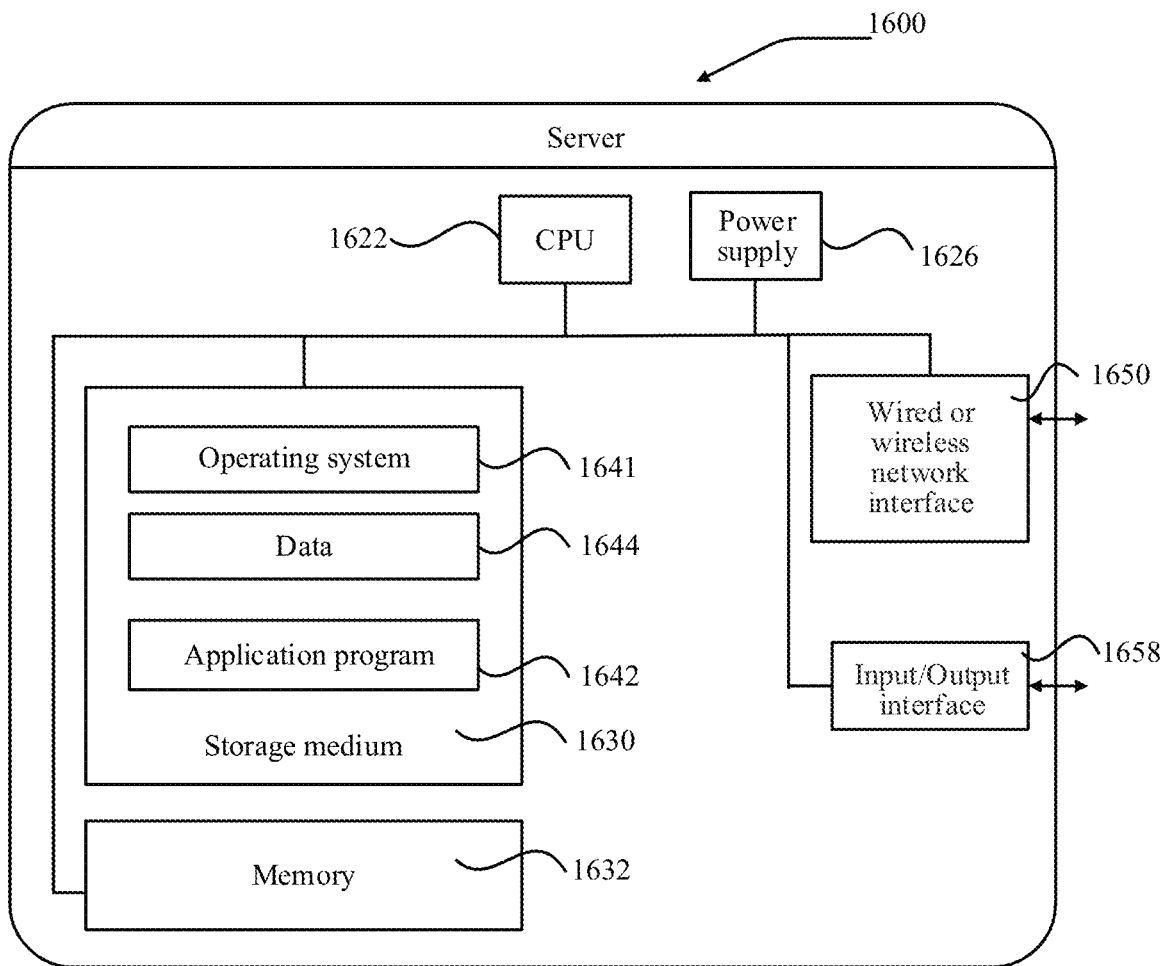 1600
Server
1622
CPU
Power
supply
1626
1650
Wired or
wireless
network
interface
Operating system
1641
Data
1644
Application program
1642
Storage medium
1630
1658
Input/Output
interface
Memory
1632